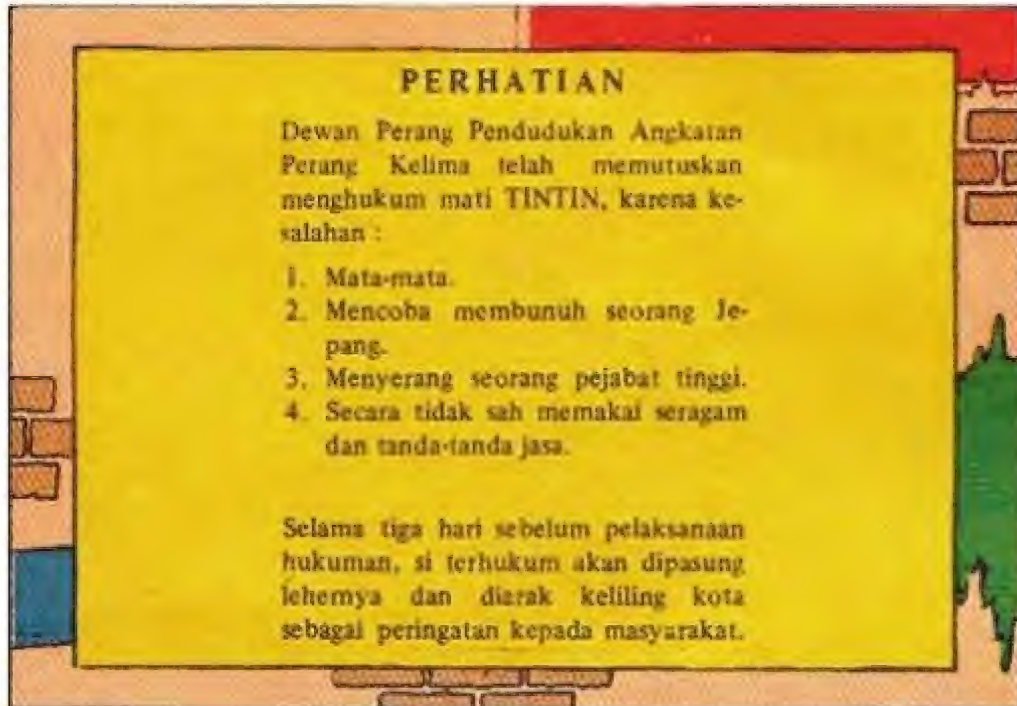 PERHATIAN
Dewan Perang Pendudukan Angkatan
Perang Kelima telah memutuskan
menghukum mati TINTIN, karena ke-
salahan :
1. Mata-mata.
2. Mencoba membunuh seorang Je-
pang.
3. Menyerang seorang pejabat tinggi.
4. Secara tidak sah memakai seragam
dan tanda-tanda jasa.
Selama tiga hari sebelum pelaksanaan
hukuman, si terhukum akan dipasung
lehernya dan diarak keliling kota
sebagai peringatan kepada masyarakat.